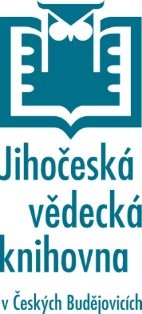 Jihočeská
vědecká
knihovna
v Českých Budějovicích